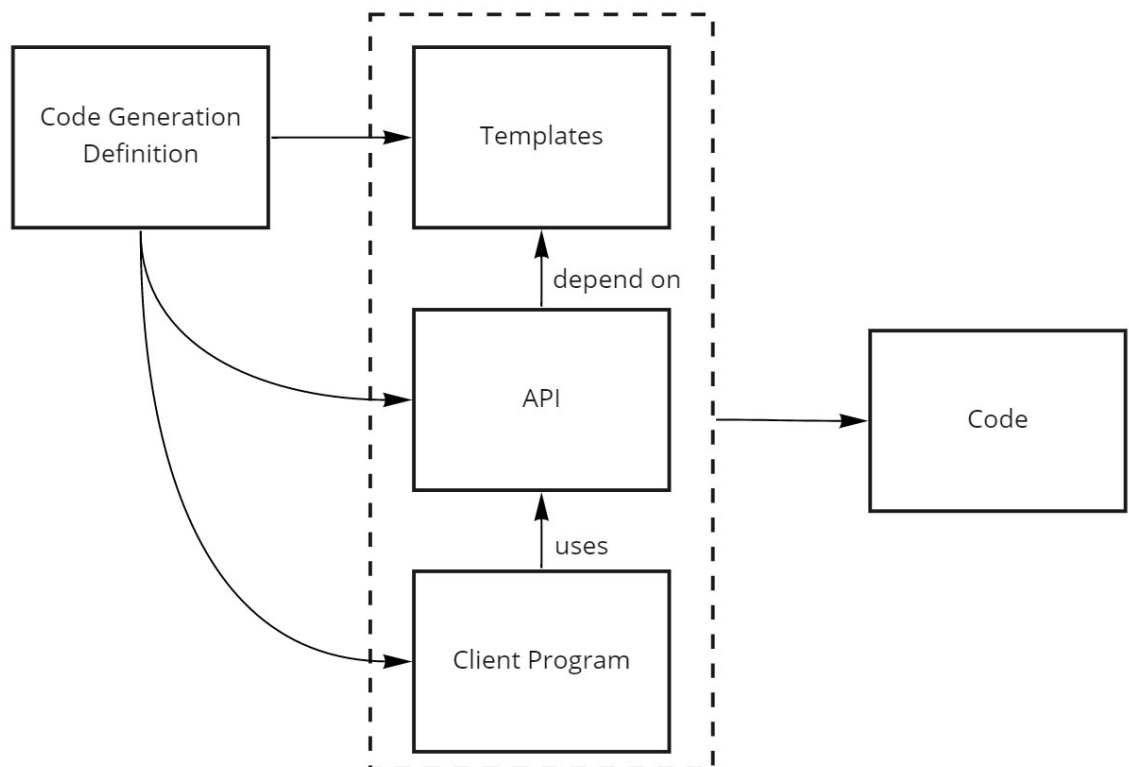 Code Generation
Definition
Templates
depend on
API
Code
uses
Client Program